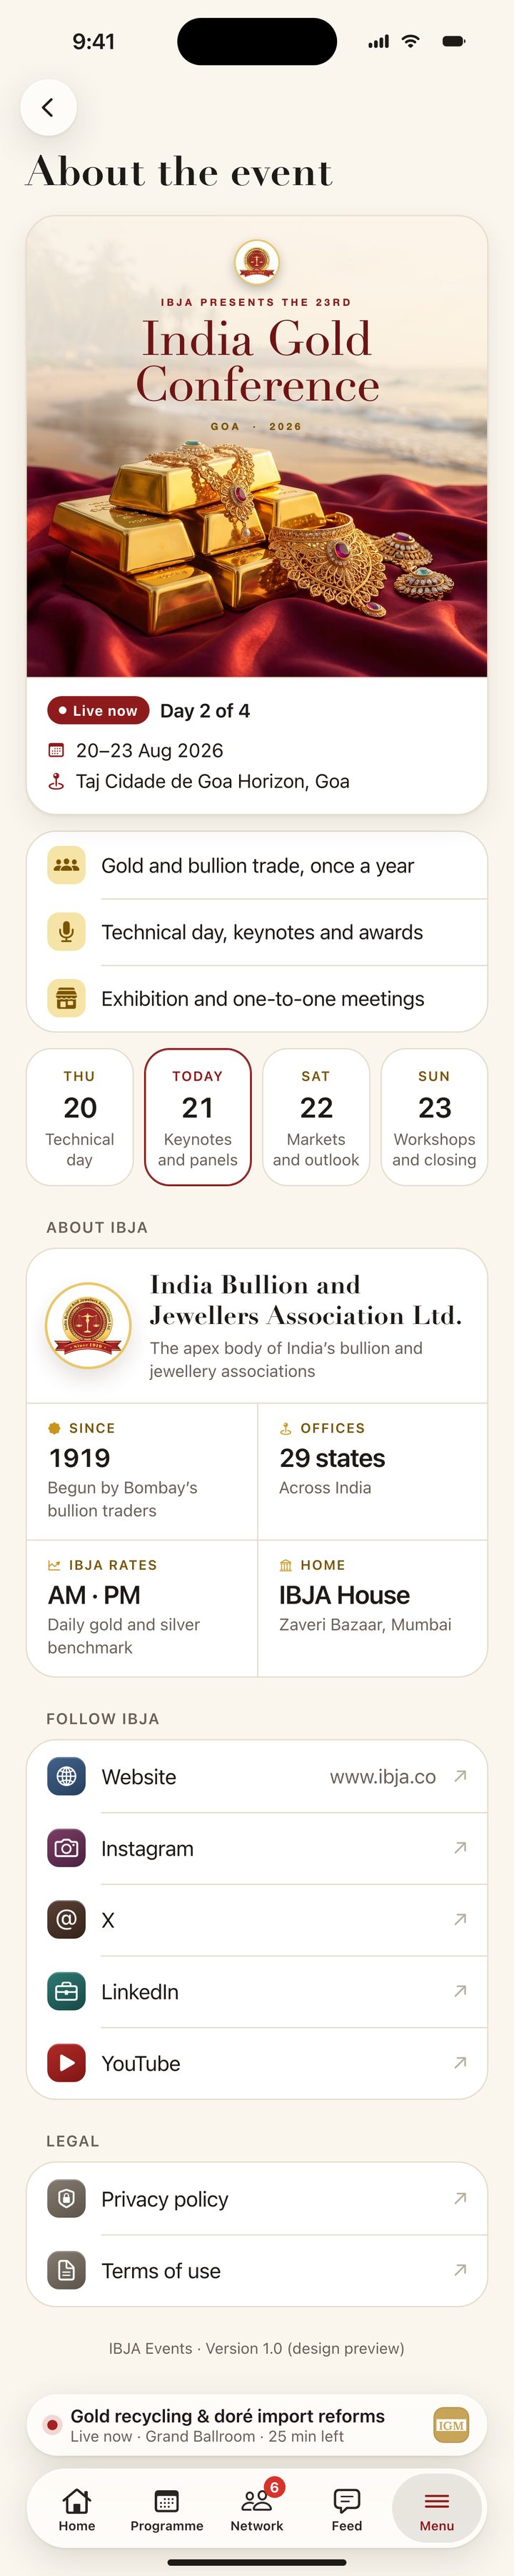 9:41
About the event
IBJA PRESENTS THE 23RD
India Gold
Conference
GOA · 2026
Live now Day 2 of 4
20–23 Aug 2026
Taj Cidade de Goa Horizon, Goa
Gold and bullion trade, once a year
Technical day, keynotes and awards
Exhibition and one-to-one meetings
THU
20
Technical
day
TODAY
21
Keynotes
and panels
SAT
22
Markets
and outlook
SUN
23
Workshops
and closing
ABOUT IBJA
India Bullion and
Jewellers Association Ltd.
The apex body of India’s bullion and
jewellery associations
SINCE
1919
Begun by Bombay’s
bullion traders
OFFICES
29 states
Across India
IBJA RATES
AM · PM
Daily gold and silver
benchmark
HOME
IBJA House
Zaveri Bazaar, Mumbai
FOLLOW IBJA
Website www.ibja.co
Instagram
X
LinkedIn
YouTube
LEGAL
Privacy policy
Terms of use
IBJA Events · Version 1.0 (design preview)
Gold recycling & doré import reforms
Live now · Grand Ballroom · 25 min left
IGM
6
Home Programme Network Feed Menu